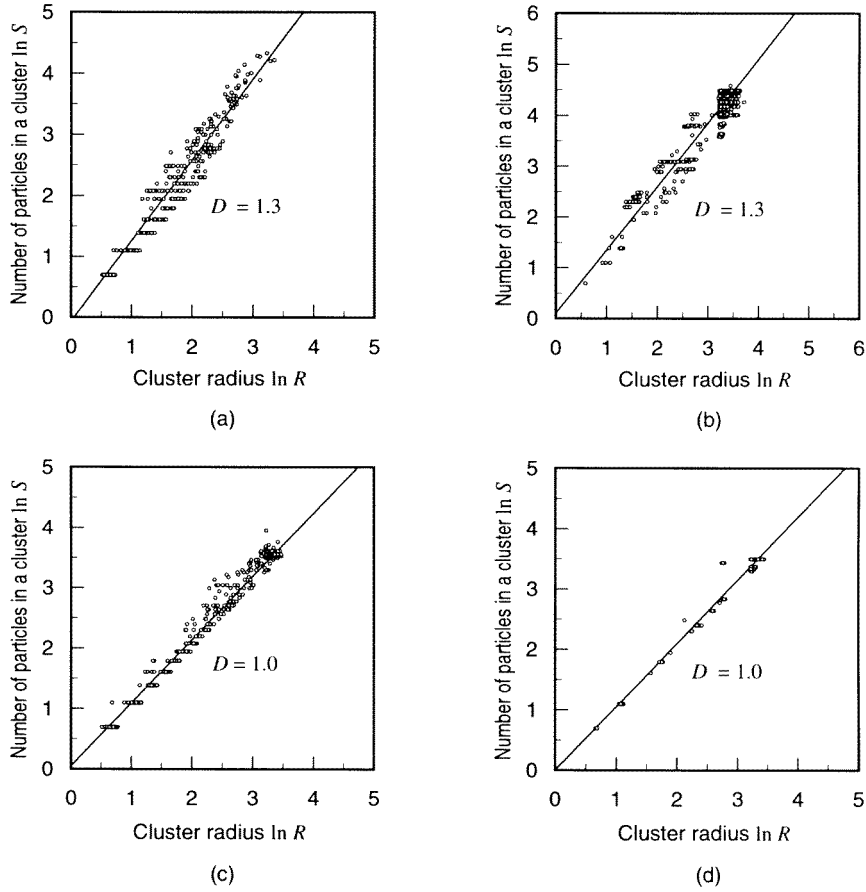 Number of particles in a cluster ln S
5
4
3
2
1
0
D = 1.3
0 1 2 3 4 5
Cluster radius ln R
(a)
Number of particles in a cluster ln S
6
5
4
3
2
1
0
D = 1.3
0 1 2 3 4 5 6
Cluster radius ln R
(b)
Number of particles in a cluster ln S
5
4
3
2
1
0
D = 1.0
0 1 2 3 4 5
Cluster radius ln R
(c)
Number of particles in a cluster ln S
5
4
3
2
1
0
D = 1.0
0 1 2 3 4 5
Cluster radius ln R
(d)